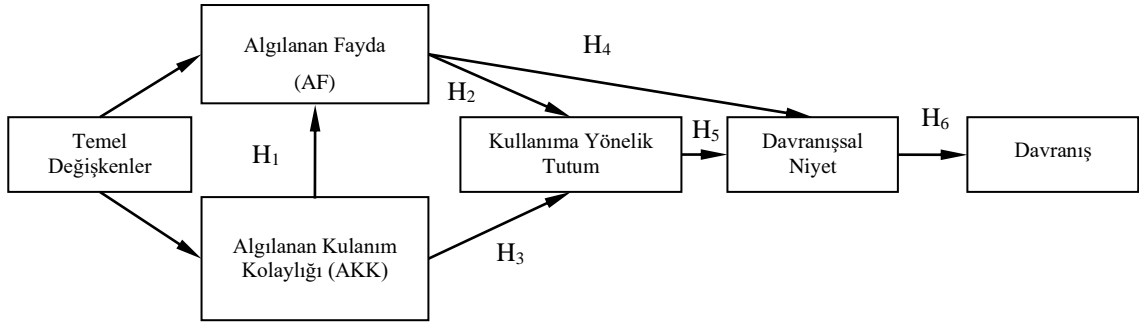 Algılanan Fayda
(AF)
H4
H2
Temel
Değişkenler
H1
Kullanıma Yönelik
Tutum
H5
Davranışsal
Niyet
H6
Davranış
Algılanan Kulanım
Kolaylığı (AKK)
H3